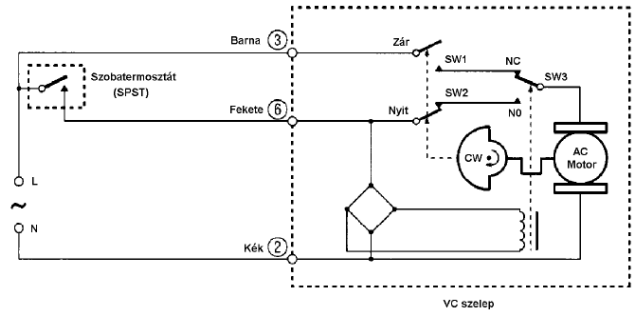 Barna 3
Zár
SW1
NC
SW3
Szobatermosztát
(SPST)
SW2
Fekete 6
Nyit
N0
CW
AC
Motor
L
~
N
Kék 2
VC szelep